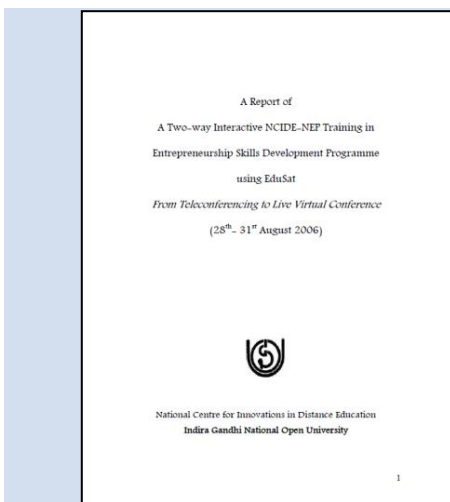 A Report of
A Two-way Interactive NCIDE-NEP Training in
Entrepreneurship Skills Development Programme
using EduSat
From Teleconferencing to Live Virtual Conference
(28th- 31st August 2006)
National Centre for Innovations in Distance Education
Indira Gandhi National Open University
1